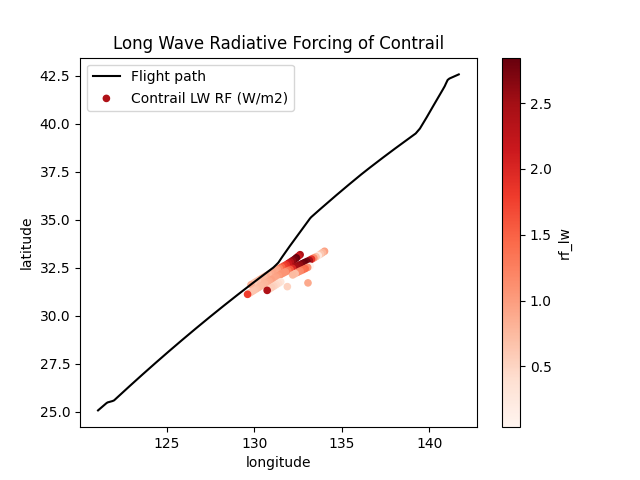 Long Wave Radiative Forcing of Contrail
Flight path
Contrail LW RF (W/m2)
42.5
40.0
37.5
35.0
32.5
30.0
27.5
25.0
latitude
125
130
135
140
longitude
2.5
2.0
1.5
1.0
0.5
rf_lw